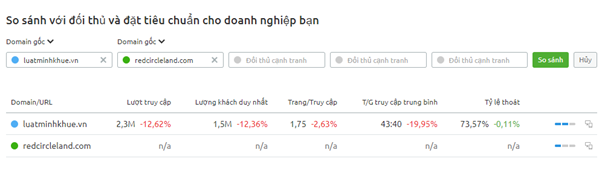 So sánh với đối thủ và đặt tiêu chuẩn cho doanh nghiệp bạn
Domain gốc Domain gốc
luatminhkhue.vn redcircleland.com Đối thủ cạnh tranh Đối thủ cạnh tranh Đối thủ cạnh tranh So sánh Hủy
Domain/URL Lượt truy cập Lượng khách duy nhất Trang/Truy cập T/G truy cập trung bình Tỷ lệ thoát
luatminhkhue.vn 2,3M -12,62% 1,5M -12,36% 1,75 -2,63% 43:40 -19,95% 73,57% -0,11%
redcircleland.com n/a n/a n/a n/a n/a